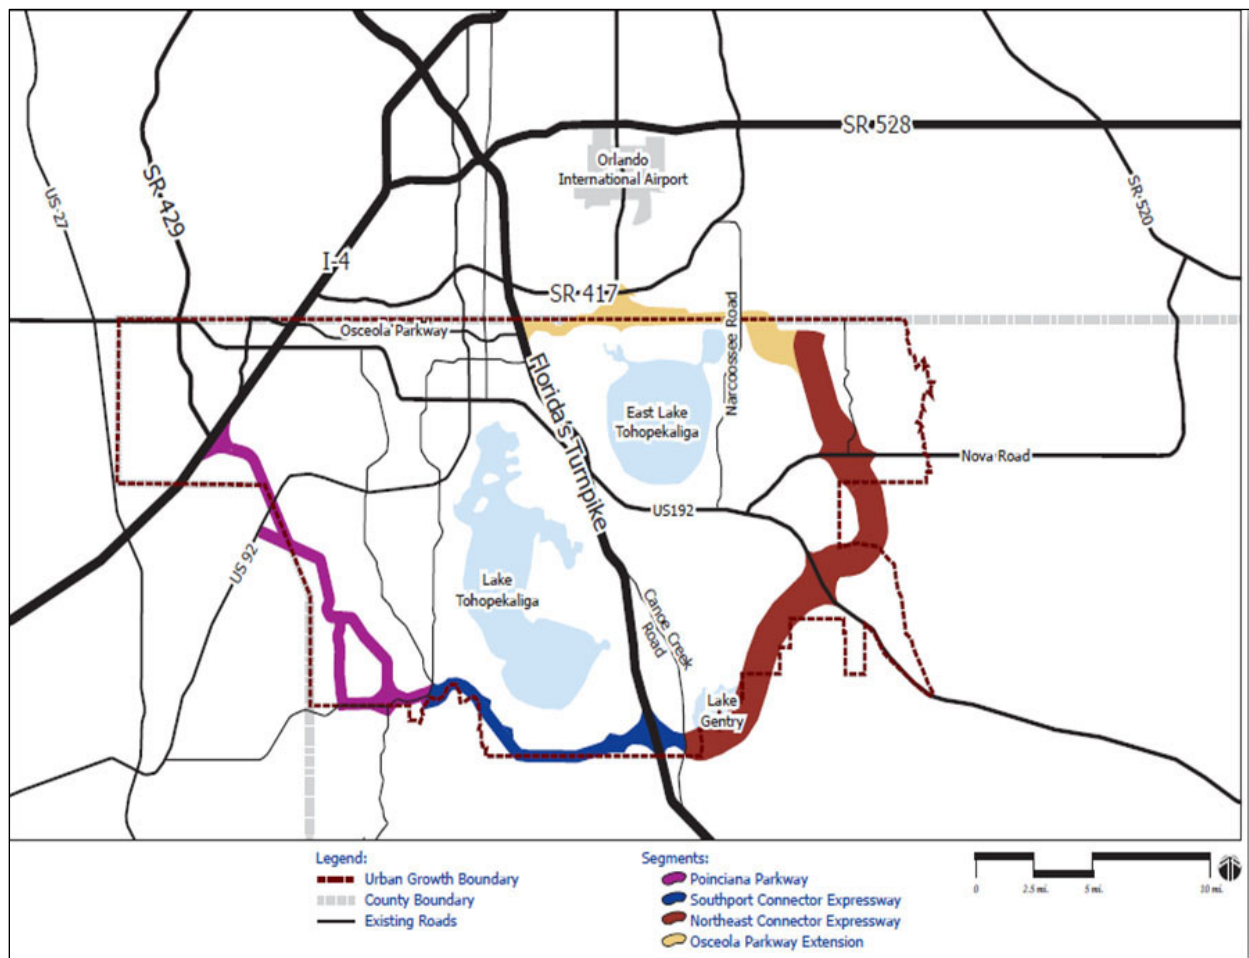 SR 528
Orlando
International Airport
SR 429
US 27
SR 520
I-4
SR 417
Osceola Parkway
Narcoossee Road
Florida's Turnpike
East Lake
Tohopekaliga
Nova Road
US192
US 92
Lake
Tohopekaliga
Canoe Creek
Road
Lake
Gentry
Legend:
Urban Growth Boundary
County Boundary
Existing Roads
Segments:
Poinciana Parkway
Southport Connector Expressway
Northeast Connector Expressway
Osceola Parkway Extension
0 2.5 mi. 5 mi. 10 mi.